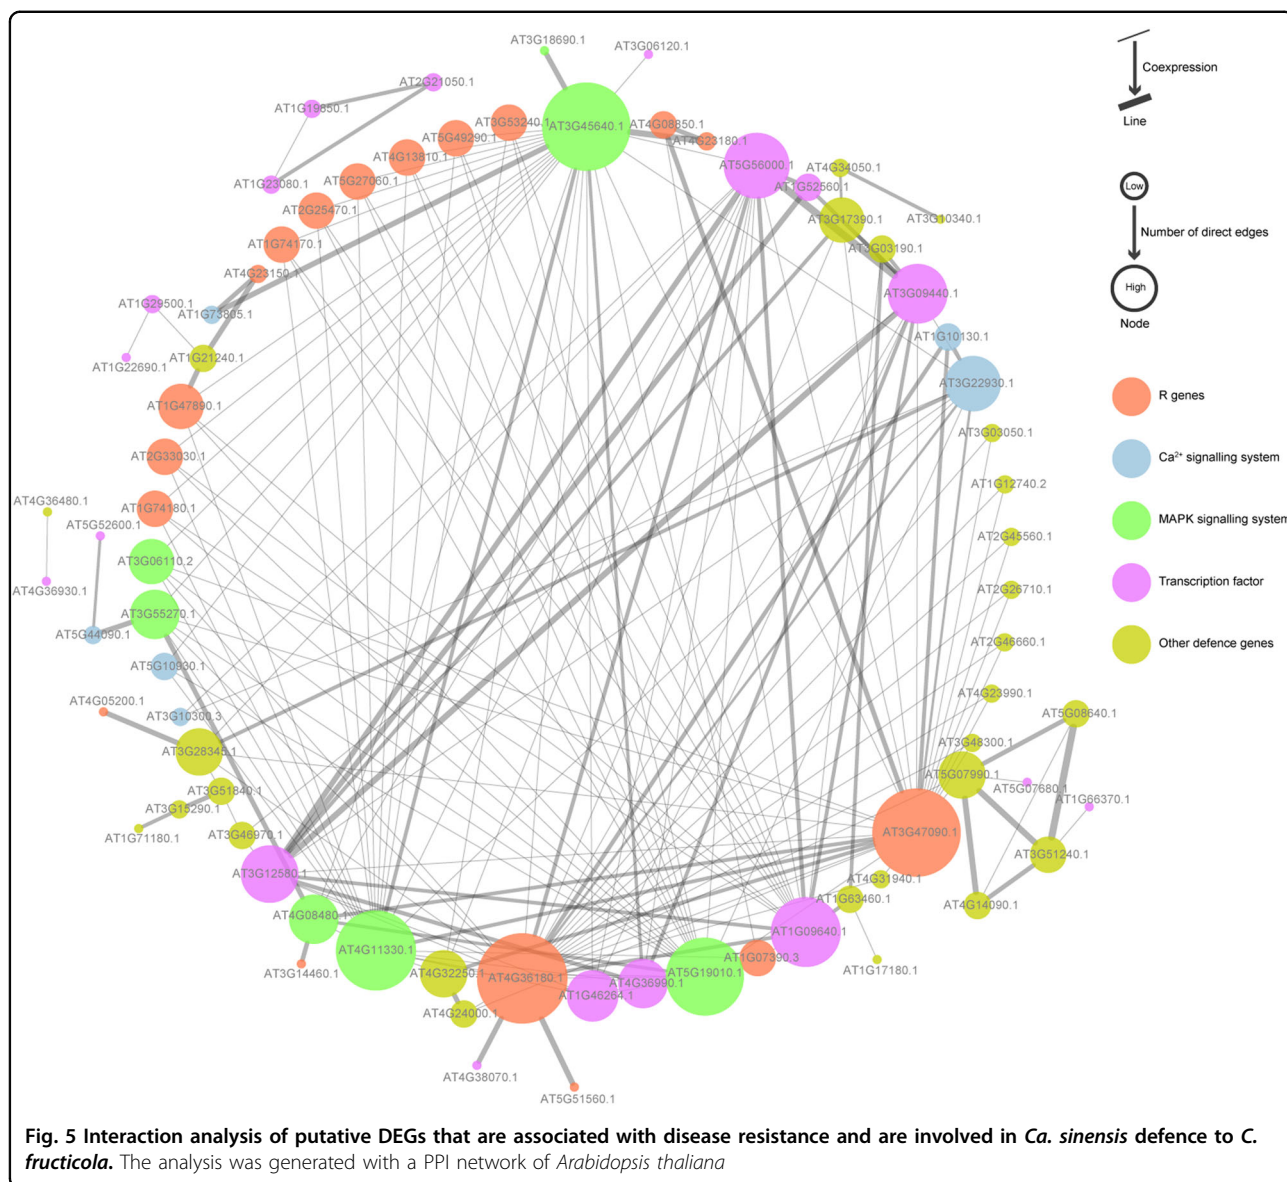 AT3G18690.1
AT3G06120.1
AT2G21050.1
AT1G19850.1
AT3G53240.1
AT3G45640.1
AT4G08850.1
AT4G23180.1
AT5G49290.1
AT4G13810.1
AT5G56000.1
AT4G34050.1
AT1G23080.1
AT5G27060.1
AT1G52560.1
AT2G25470.1
AT3G17390.1
AT3G10340.1
AT1G74170.1
AT3G03190.1
AT4G23150.1
AT3G09440.1
AT1G29500.1
AT1G73805.1
AT1G10130.1
AT1G22690.1
AT1G21240.1
AT3G22930.1
AT1G47890.1
AT3G03050.1
AT2G33030.1
AT1G12740.2
AT4G36480.1
AT1G74180.1
AT5G52600.1
AT2G45560.1
AT3G06110.2
AT4G36930.1
AT2G26710.1
AT3G55270.1
AT5G44090.1
AT2G46660.1
AT5G10930.1
AT4G05200.1
AT4G23990.1
AT3G10300.3
AT5G08640.1
AT3G28345.1
AT3G48300.1
AT5G07990.1
AT5G07680.1
AT3G51840.1
AT3G15290.1
AT1G66370.1
AT1G71180.1
AT3G46970.1
AT3G47090.1
AT3G51240.1
AT3G12580.1
AT4G31940.1
AT1G63460.1
AT4G14090.1
AT4G08480.1
AT1G09640.1
AT4G11330.1
AT1G07390.3
AT3G14460.1
AT4G32250.1
AT4G36180.1
AT4G36990.1
AT5G19010.1
AT1G17180.1
AT1G46264.1
AT4G24000.1
AT4G38070.1
AT5G51560.1
Coexpression
Line
Low
Number of direct edges
High
Node
R genes
Ca²⁺ signalling system
MAPK signalling system
Transcription factor
Other defence genes
Fig. 5 Interaction analysis of putative DEGs that are associated with disease resistance and are involved in Ca. sinensis defence to C.
fructicola. The analysis was generated with a PPI network of Arabidopsis thaliana